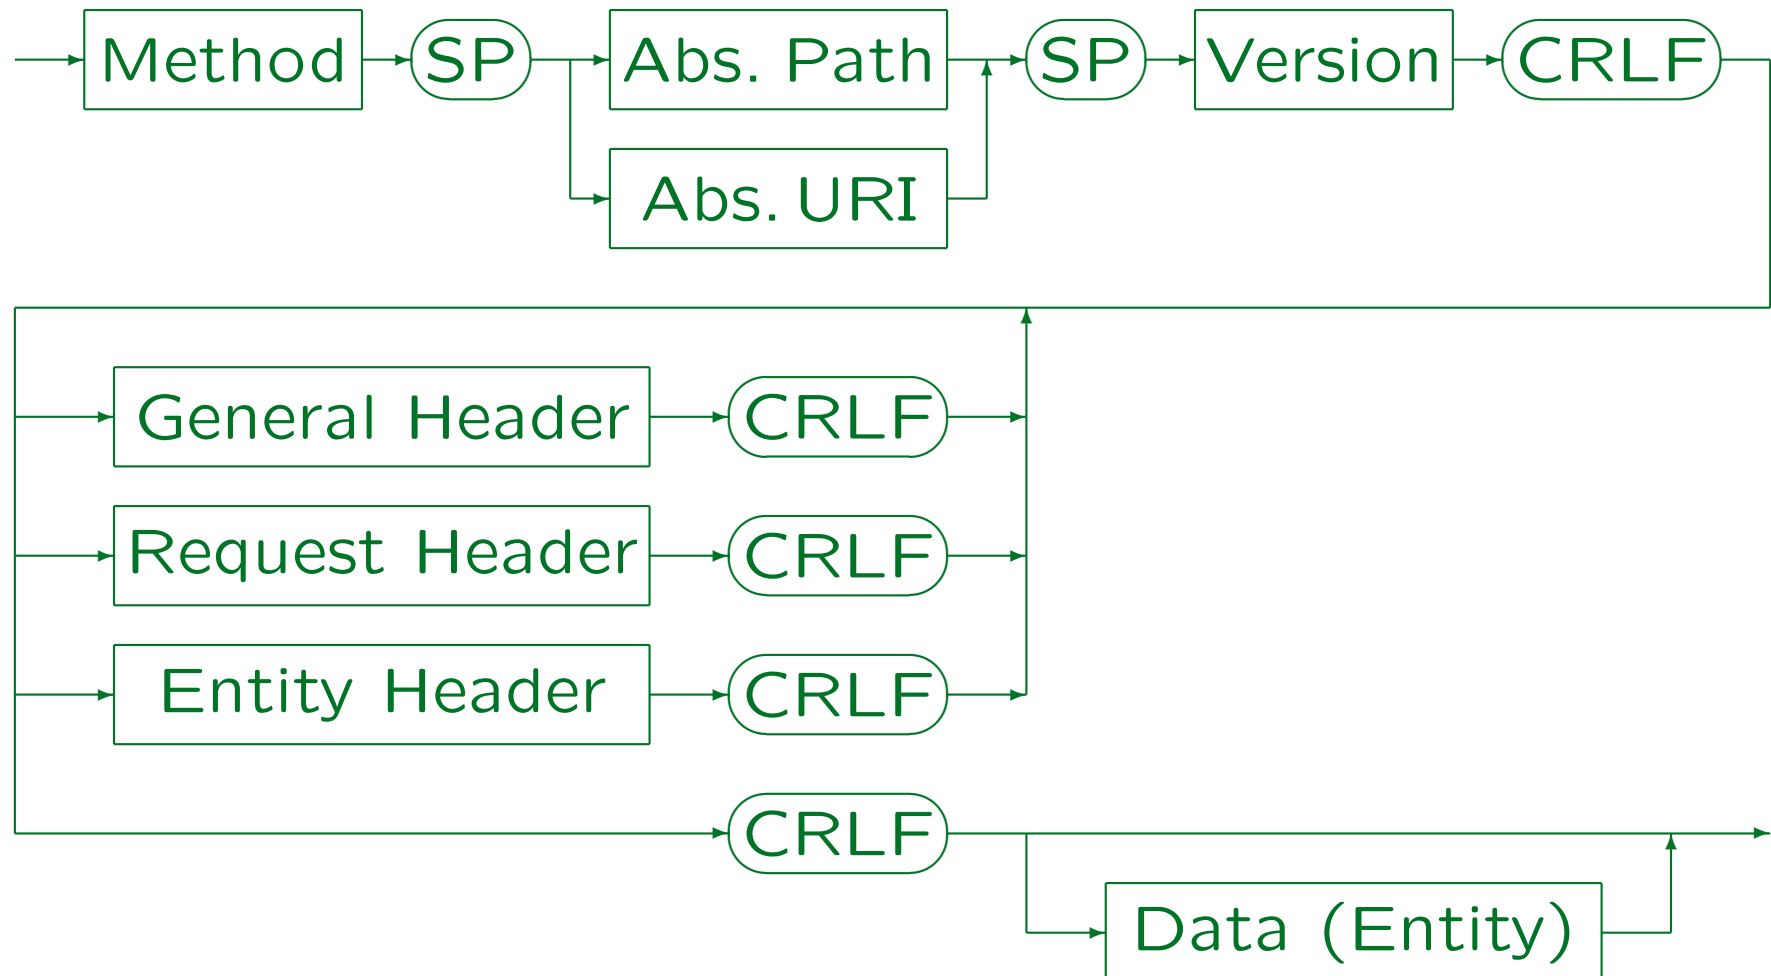 Method SP Abs. Path SP Version CRLF
Abs. URI
General Header CRLF
Request Header CRLF
Entity Header CRLF
CRLF
Data (Entity)